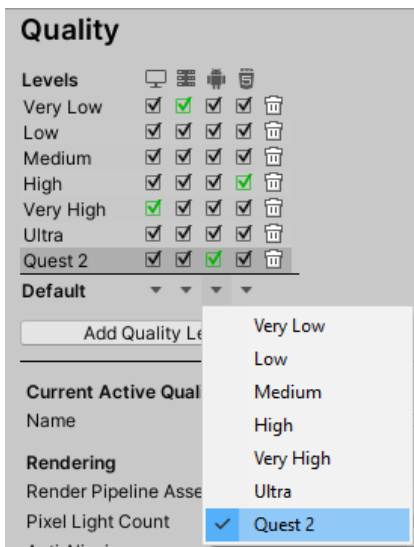 Quality
Levels
Very Low
Low
Medium
High
Very High
Ultra
Quest 2
Default
Add Quality Le
Very Low
Low
Medium
High
Very High
Ultra
Quest 2
Current Active Qual
Name
Rendering
Render Pipeline Asse
Pixel Light Count